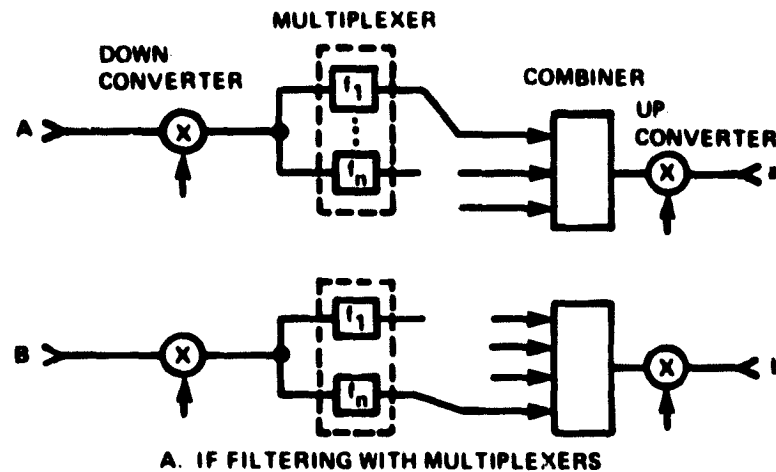 MULTIPLEXER
DOWN
CONVERTER
COMBINER
UP
CONVERTER
A
X
f1
fn
X
B
X
f1
fn
X
A. IF FILTERING WITH MULTIPLEXERS